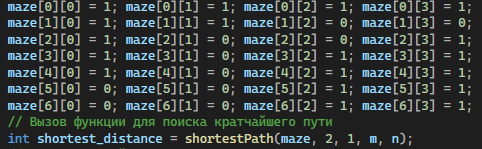 maze[0][0] = 1; maze[0][1] = 1; maze[0][2] = 1; maze[0][3] = 1;
maze[1][0] = 1; maze[1][1] = 1; maze[1][2] = 0; maze[1][3] = 0;
maze[2][0] = 1; maze[2][1] = 0; maze[2][2] = 0; maze[2][3] = 1;
maze[3][0] = 1; maze[3][1] = 0; maze[3][2] = 1; maze[3][3] = 1;
maze[4][0] = 1; maze[4][1] = 0; maze[4][2] = 1; maze[4][3] = 1;
maze[5][0] = 0; maze[5][1] = 0; maze[5][2] = 1; maze[5][3] = 1;
maze[6][0] = 0; maze[6][1] = 0; maze[6][2] = 1; maze[6][3] = 1;
// Вызов функции для поиска кратчайшего пути
int shortest_distance = shortestPath(maze, 2, 1, m, n);